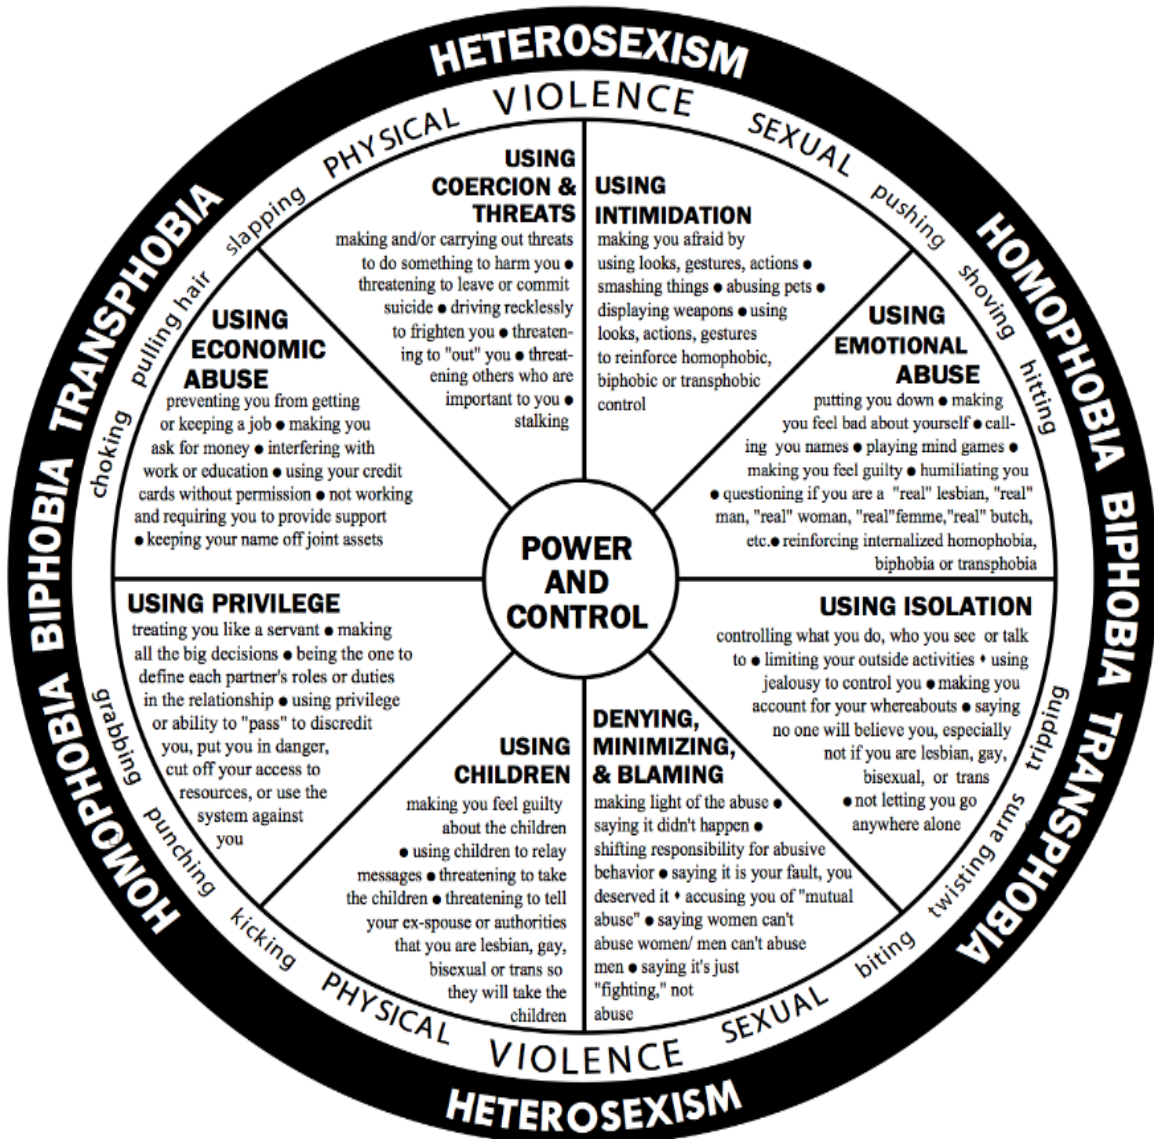 HETEROSEXISM
PHYSICAL VIOLENCE SEXUAL
pushing
shoving
hitting
tripping
twisting arms
biting
SEXUAL
VIOLENCE
PHYSICAL
kicking
punching
grabbing
choking
pulling hair
slapping
HOMOPHOBIA BIPHOBIA TRANSPHOBIA
HETEROSEXISM
HOMOPHOBIA BIPHOBIA TRANSPHOBIA
USING
COERCION &
THREATS
making and/or carrying out threats
to do something to harm you ●
threatening to leave or commit
suicide ● driving recklessly
to frighten you ● threaten-
ing to "out" you ● threat-
ening others who are
important to you ●
stalking
USING
INTIMIDATION
making you afraid by
using looks, gestures, actions ●
smashing things ● abusing pets ●
displaying weapons ● using
looks, actions, gestures
to reinforce homophobic,
biphobic or transphobic
control
USING
EMOTIONAL
ABUSE
putting you down ● making
you feel bad about yourself ● call-
ing you names ● playing mind games ●
making you feel guilty ● humiliating you
● questioning if you are a "real" lesbian, "real"
man, "real" woman, "real"femme,"real" butch,
etc.● reinforcing internalized homophobia,
biphobia or transphobia
USING ISOLATION
controlling what you do, who you see or talk
to ● limiting your outside activities ♦ using
jealousy to control you ● making you
account for your whereabouts ● saying
no one will believe you, especially
not if you are lesbian, gay,
bisexual, or trans
● not letting you go
anywhere alone
DENYING,
MINIMIZING,
& BLAMING
making light of the abuse ●
saying it didn't happen ●
shifting responsibility for abusive
behavior ● saying it is your fault, you
deserved it ♦ accusing you of "mutual
abuse" ● saying women can't
abuse women/ men can't abuse
men ● saying it's just
"fighting," not
abuse
USING
CHILDREN
making you feel guilty
about the children
● using children to relay
messages ● threatening to take
the children ● threatening to tell
your ex-spouse or authorities
that you are lesbian, gay,
bisexual or trans so
they will take the
children
USING PRIVILEGE
treating you like a servant ● making
all the big decisions ● being the one to
define each partner's roles or duties
in the relationship ● using privilege
or ability to "pass" to discredit
you, put you in danger,
cut off your access to
resources, or use the
system against
you
USING
ECONOMIC
ABUSE
preventing you from getting
or keeping a job ● making you
ask for money ● interfering with
work or education ● using your credit
cards without permission ● not working
and requiring you to provide support
● keeping your name off joint assets
POWER
AND
CONTROL